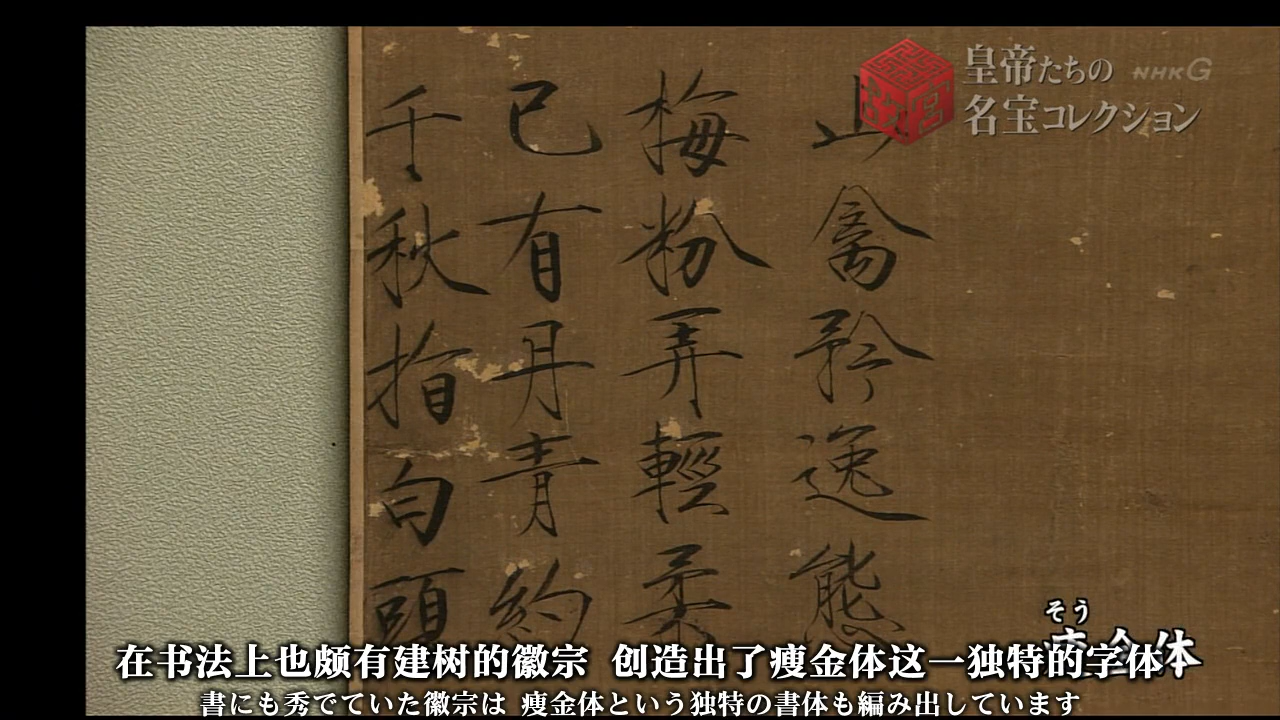 山禽矜逸態
梅粉弄輕柔
已有丹青約
千秋指白頭
故宮
皇帝たちの
名宝コレクション
NHK G
そう
体
在书法上也颇有建树的徽宗 创造出了瘦金体这一独特的字体
書にも秀でていた徽宗は 痩金体という独特の書体も編み出しています